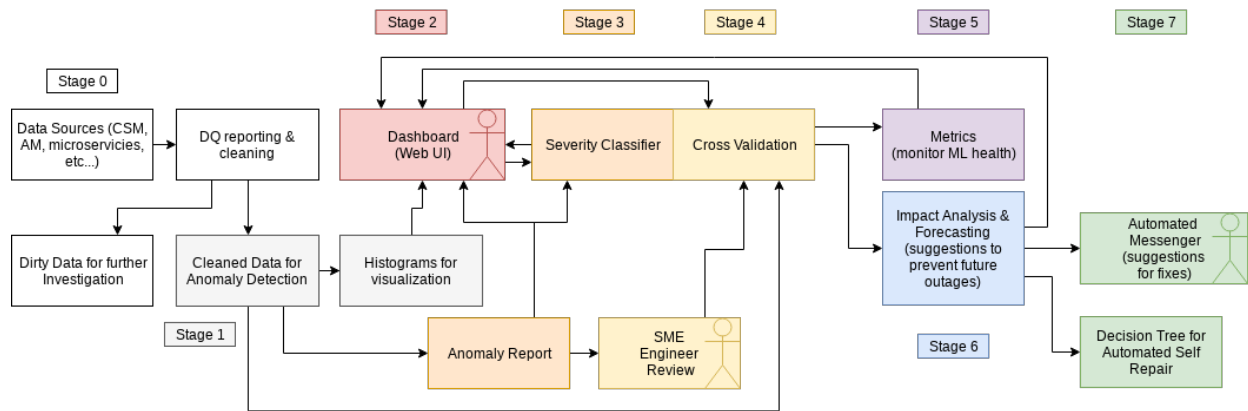 Stage 2
Stage 3
Stage 4
Stage 5
Stage 7
Stage 0
Data Sources (CSM,
AM, microservicies,
etc...)
DQ reporting &
cleaning
Dashboard
(Web UI)
Severity Classifier
Cross Validation
Metrics
(monitor ML health)
Dirty Data for further
Investigation
Cleaned Data for
Anomaly Detection
Histograms for
visualization
Impact Analysis &
Forecasting
(suggestions to
prevent future
outages)
Automated
Messenger
(suggestions
for fixes)
Stage 1
Anomaly Report
SME
Engineer
Review
Stage 6
Decision Tree for
Automated Self
Repair